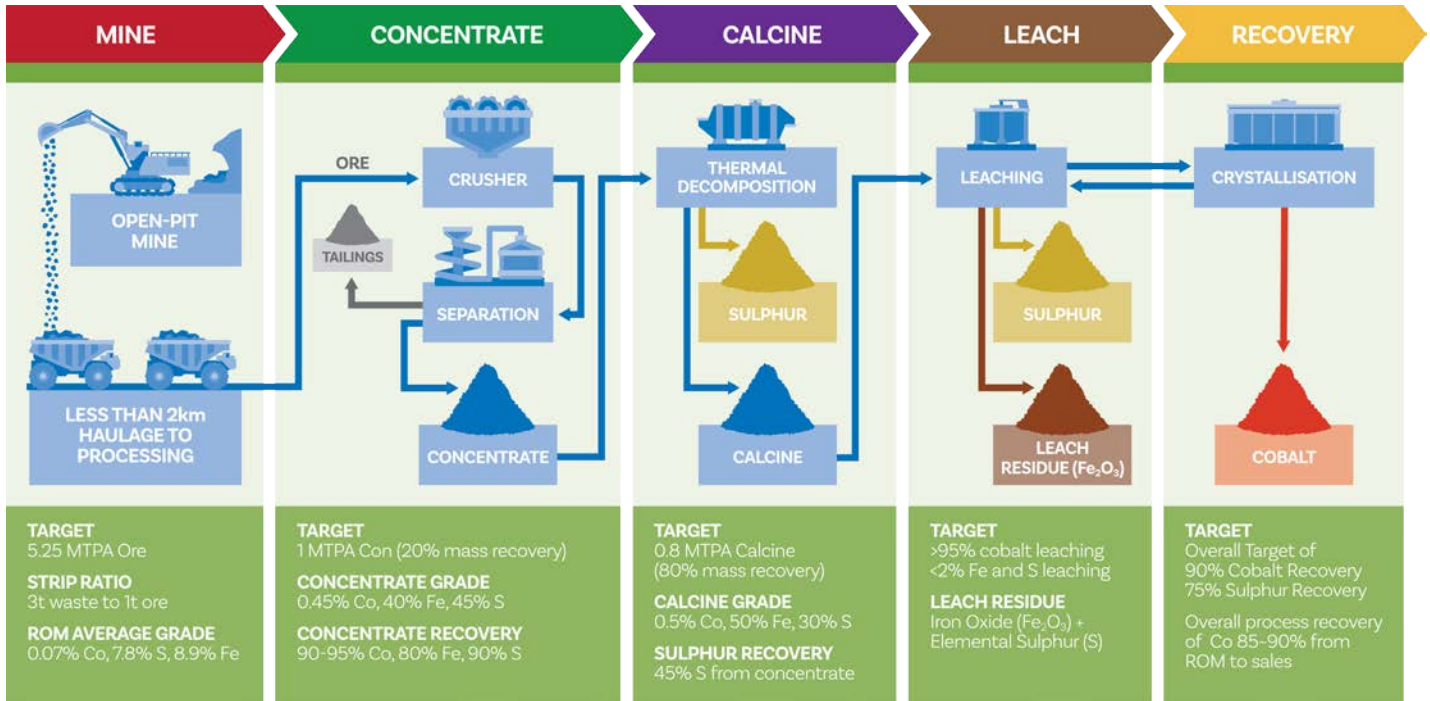 MINE
CONCENTRATE
CALCINE
LEACH
RECOVERY
OPEN-PIT
MINE
LESS THAN 2km
HAULAGE TO
PROCESSING
ORE
CRUSHER
TAILINGS
SEPARATION
CONCENTRATE
THERMAL
DECOMPOSITION
SULPHUR
CALCINE
LEACHING
SULPHUR
LEACH
RESIDUE (Fe₂O₃)
CRYSTALLISATION
COBALT
TARGET
5.25 MTPA Ore
STRIP RATIO
3t waste to 1t ore
ROM AVERAGE GRADE
0.07% Co, 7.8% S, 8.9% Fe
TARGET
1 MTPA Con (20% mass recovery)
CONCENTRATE GRADE
0.45% Co, 40% Fe, 45% S
CONCENTRATE RECOVERY
90-95% Co, 80% Fe, 90% S
TARGET
0.8 MTPA Calcine
(80% mass recovery)
CALCINE GRADE
0.5% Co, 50% Fe, 30% S
SULPHUR RECOVERY
45% S from concentrate
TARGET
>95% cobalt leaching
<2% Fe and S leaching
LEACH RESIDUE
Iron Oxide (Fe₂O₃) +
Elemental Sulphur (S)
TARGET
Overall Target of
90% Cobalt Recovery
75% Sulphur Recovery
Overall process recovery
of Co 85–90% from
ROM to sales